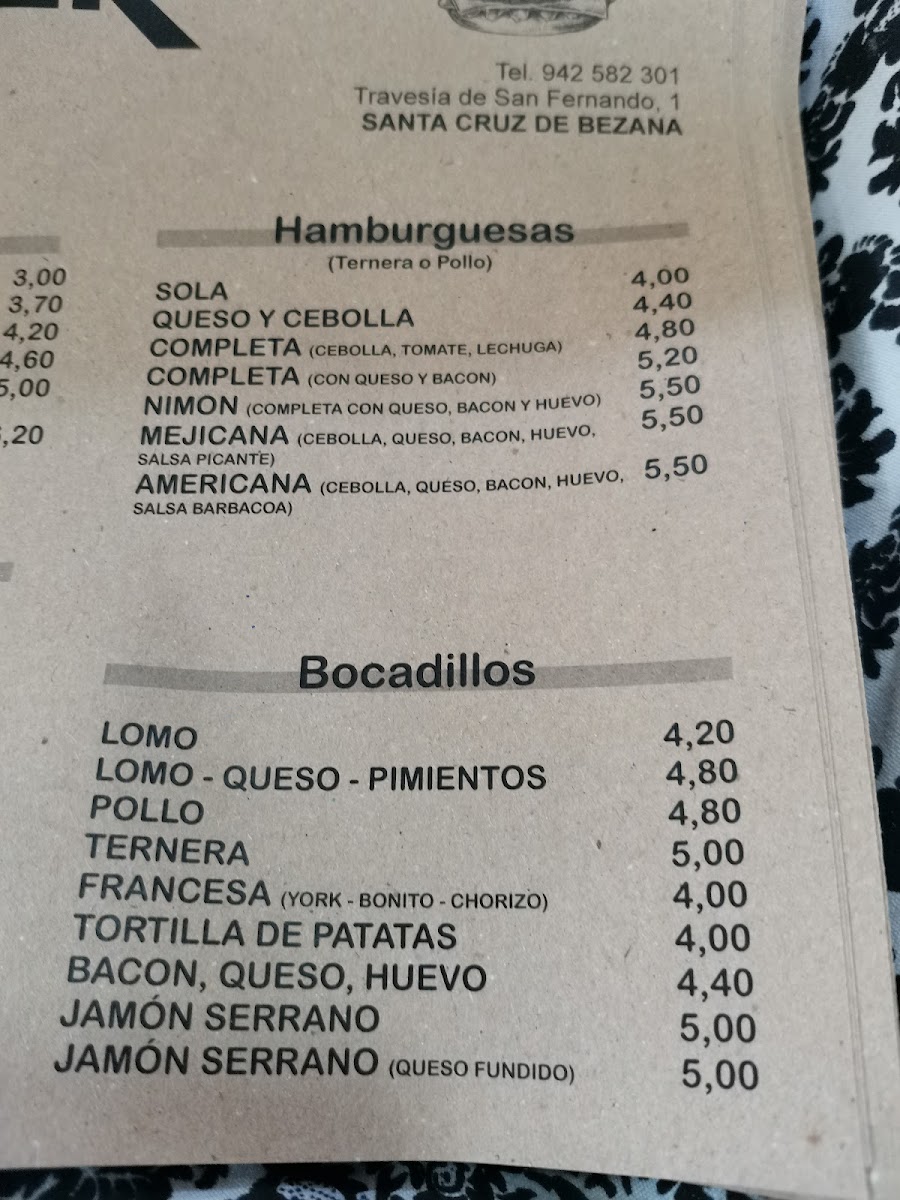 Tel. 942 582 301
Travesía de San Fernando, 1
SANTA CRUZ DE BEZANA
3,00
3,70
4,20
4,60
5,00
,20
Hamburguesas
(Ternera o Pollo)
SOLA 4,00
QUESO Y CEBOLLA 4,40
COMPLETA (CEBOLLA, TOMATE, LECHUGA) 4,80
COMPLETA (CON QUESO Y BACON) 5,20
NIMON (COMPLETA CON QUESO, BACON Y HUEVO) 5,50
MEJICANA (CEBOLLA, QUESO, BACON, HUEVO, 5,50
SALSA PICANTE)
AMERICANA (CEBOLLA, QUESO, BACON, HUEVO, 5,50
SALSA BARBACOA)
Bocadillos
LOMO 4,20
LOMO - QUESO - PIMIENTOS 4,80
POLLO 4,80
TERNERA 5,00
FRANCESA (YORK - BONITO - CHORIZO) 4,00
TORTILLA DE PATATAS 4,00
BACON, QUESO, HUEVO 4,40
JAMÓN SERRANO 5,00
JAMÓN SERRANO (QUESO FUNDIDO) 5,00